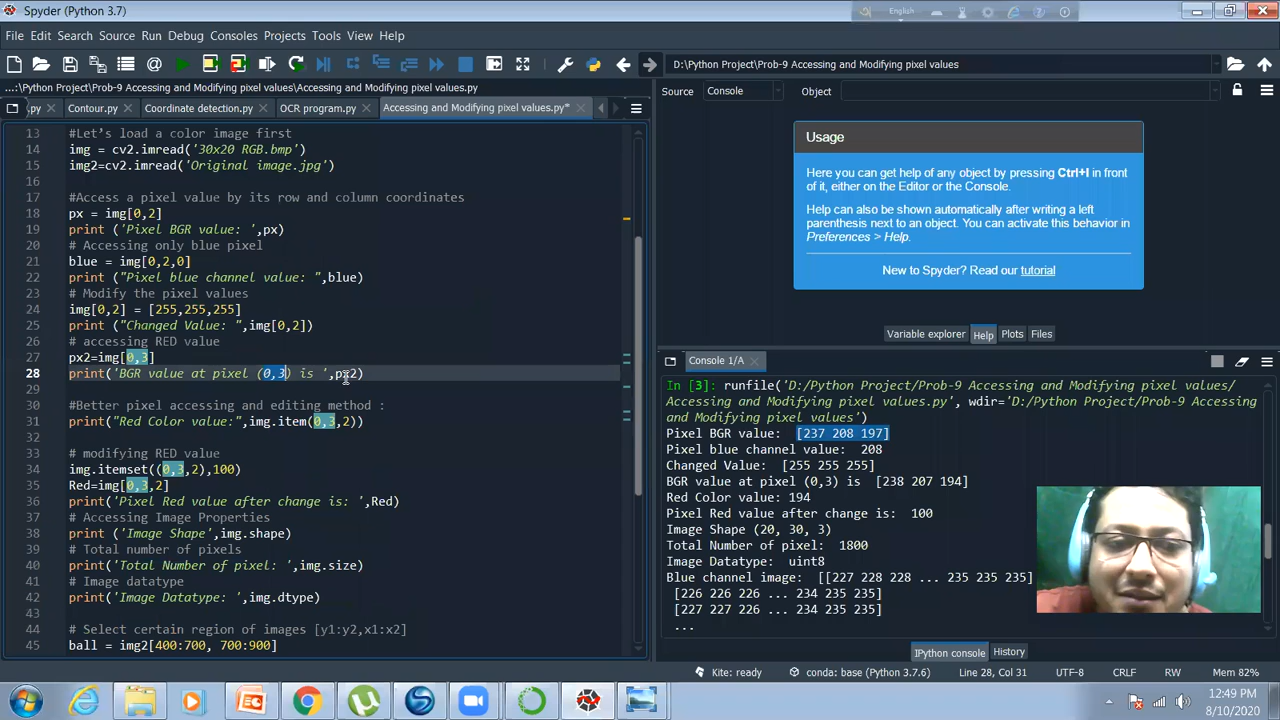 Spyder (Python 3.7)
English
File Edit Search Source Run Debug Consoles Projects Tools View Help
D:\Python Project\Prob-9 Accessing and Modifying pixel values
...:\Python Project\Prob-9 Accessing and Modifying pixel values\Accessing and Modifying pixel values.py
.py Contour.py Coordinate detection.py OCR program.py Accessing and Modifying pixel values.py*
13 #Let's load a color image first
14 img = cv2.imread('30x20 RGB.bmp')
15 img2=cv2.imread('Original image.jpg')
16
17 #Access a pixel value by its row and column coordinates
18 px = img[0,2]
19 print ('Pixel BGR value: ',px)
20 # Accessing only blue pixel
21 blue = img[0,2,0]
22 print ("Pixel blue channel value: ",blue)
23 # Modify the pixel values
24 img[0,2] = [255,255,255]
25 print ("Changed Value: ",img[0,2])
26 # accessing RED value
27 px2=img[0,3]
28 print('BGR value at pixel (0,3) is ',px2)
29
30 #Better pixel accessing and editing method :
31 print("Red Color value:",img.item(0,3,2))
32
33 # modifying RED value
34 img.itemset((0,3,2),100)
35 Red=img[0,3,2]
36 print('Pixel Red value after change is: ',Red)
37 # Accessing Image Properties
38 print ('Image Shape',img.shape)
39 # Total number of pixels
40 print('Total Number of pixel: ',img.size)
41 # Image datatype
42 print('Image Datatype: ',img.dtype)
43
44 # Select certain region of images [y1:y2,x1:x2]
45 ball = img2[400:700, 700:900]
Source Console Object
Usage
Here you can get help of any object by pressing Ctrl+I in front
of it, either on the Editor or the Console.
Help can also be shown automatically after writing a left
parenthesis next to an object. You can activate this behavior in
Preferences > Help.
New to Spyder? Read our tutorial
Variable explorer Help Plots Files
Console 1/A
In [3]: runfile('D:/Python Project/Prob-9 Accessing and Modifying pixel values/
Accessing and Modifying pixel values.py', wdir='D:/Python Project/Prob-9 Accessing
and Modifying pixel values')
Pixel BGR value:  [237 208 197]
Pixel blue channel value:  208
Changed Value:  [255 255 255]
BGR value at pixel (0,3) is  [238 207 194]
Red Color value: 194
Pixel Red value after change is:  100
Image Shape (20, 30, 3)
Total Number of pixel:  1800
Image Datatype:  uint8
Blue channel image:  [[227 228 228 ... 235 235 235]
[226 226 226 ... 234 235 235]
[227 227 226 ... 234 235 235]
...
IPython console History
Kite: ready conda: base (Python 3.7.6) Line 28, Col 31 UTF-8 CRLF RW Mem 82%
12:49 PM
8/10/2020